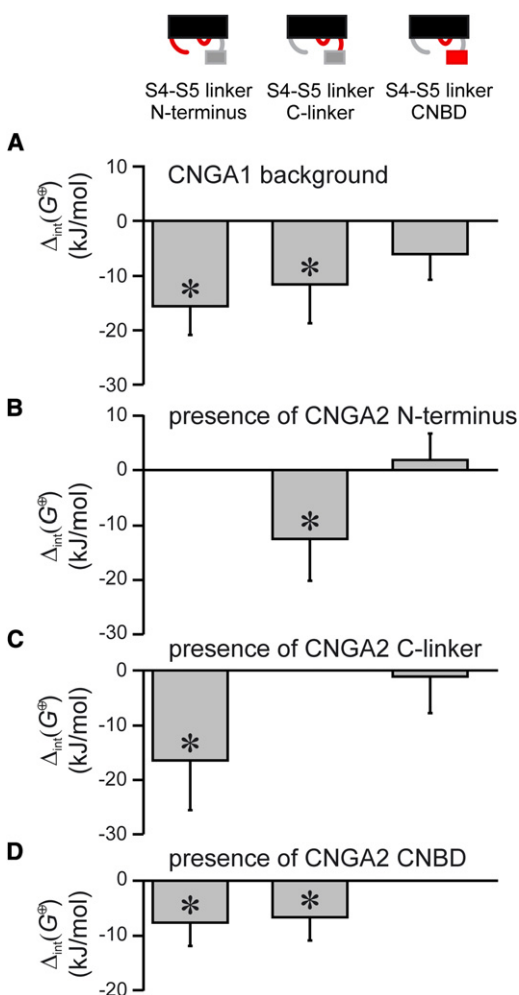 S4-S5 linker S4-S5 linker S4-S5 linker
N-terminus C-linker CNBD
A
CNGA1 background
Δint(G⊕)
(kJ/mol)
10
0
-10
-20
-30
*
*
B
presence of CNGA2 N-terminus
Δint(G⊕)
(kJ/mol)
10
0
-10
-20
-30
*
C
presence of CNGA2 C-linker
Δint(G⊕)
(kJ/mol)
0
-10
-20
-30
*
D
presence of CNGA2 CNBD
Δint(G⊕)
(kJ/mol)
0
-10
-20
*
*